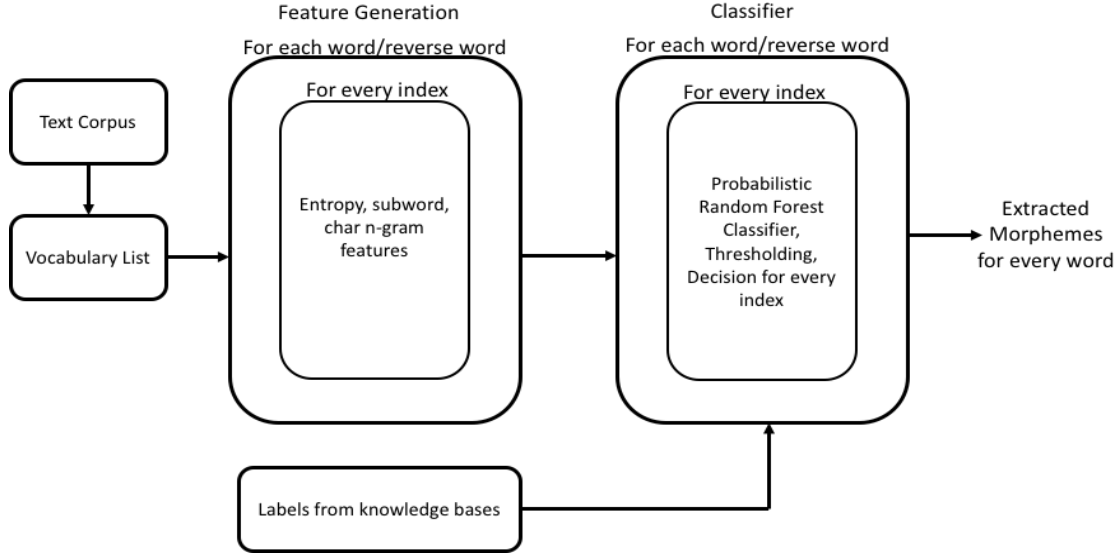 Feature Generation
For each word/reverse word
For every index
Entropy, subword,
char n-gram
features
Classifier
For each word/reverse word
For every index
Probabilistic
Random Forest
Classifier,
Thresholding,
Decision for every
index
Text Corpus
Vocabulary List
Extracted
Morphemes
for every word
Labels from knowledge bases